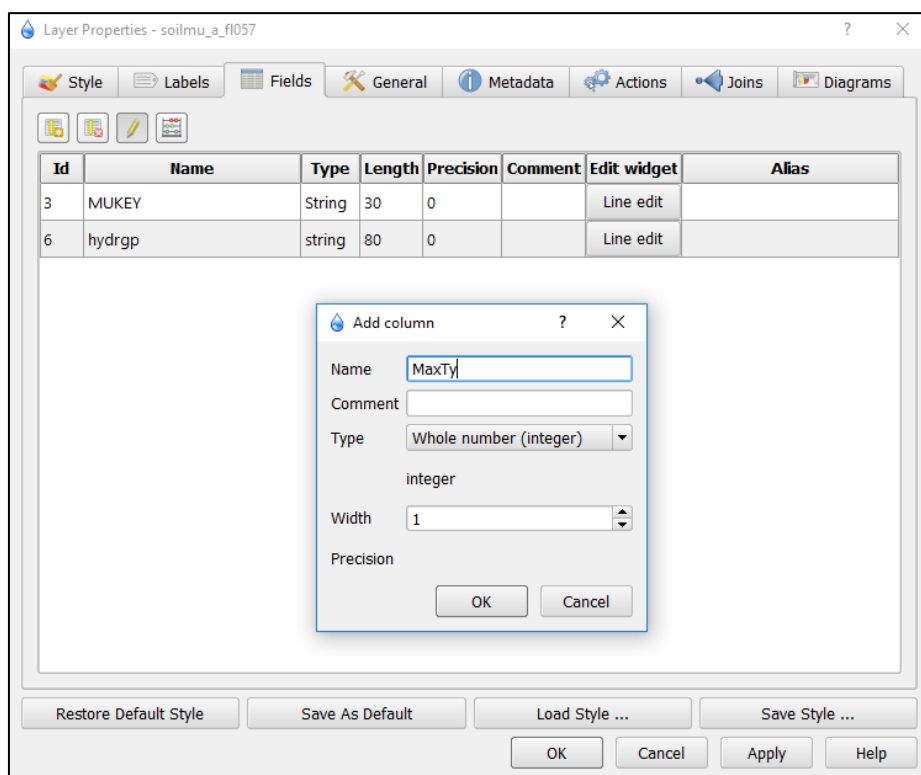 Layer Properties - soilmu_a_fl057 ?
Style Labels Fields General Metadata Actions Joins Diagrams
Id Name Type Length Precision Comment Edit widget Alias
3 MUKEY String 30 0 Line edit
6 hydrgp string 80 0 Line edit
Add column ?
Name MaxTy
Comment
Type Whole number (integer)
integer
Width 1
Precision
OK Cancel
Restore Default Style Save As Default Load Style ... Save Style ...
OK Cancel Apply Help